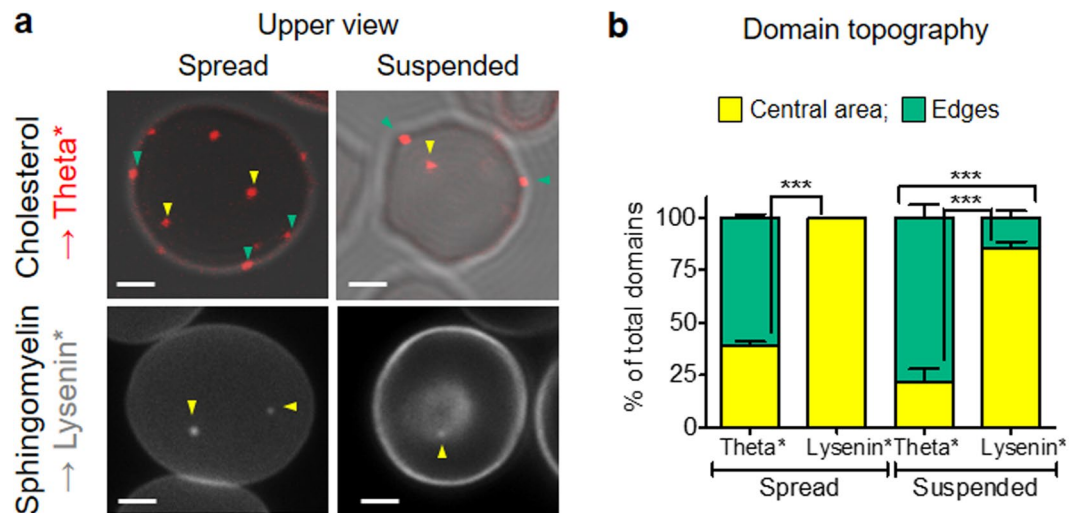 a
Upper view
Spread
Suspended
Cholesterol
→ Theta*
Sphingomyelin
→ Lysenin*
b
Domain topography
Central area; Edges
***
***
***
% of total domains
100
75
50
25
0
Theta* Lysenin* Theta* Lysenin*
Spread Suspended